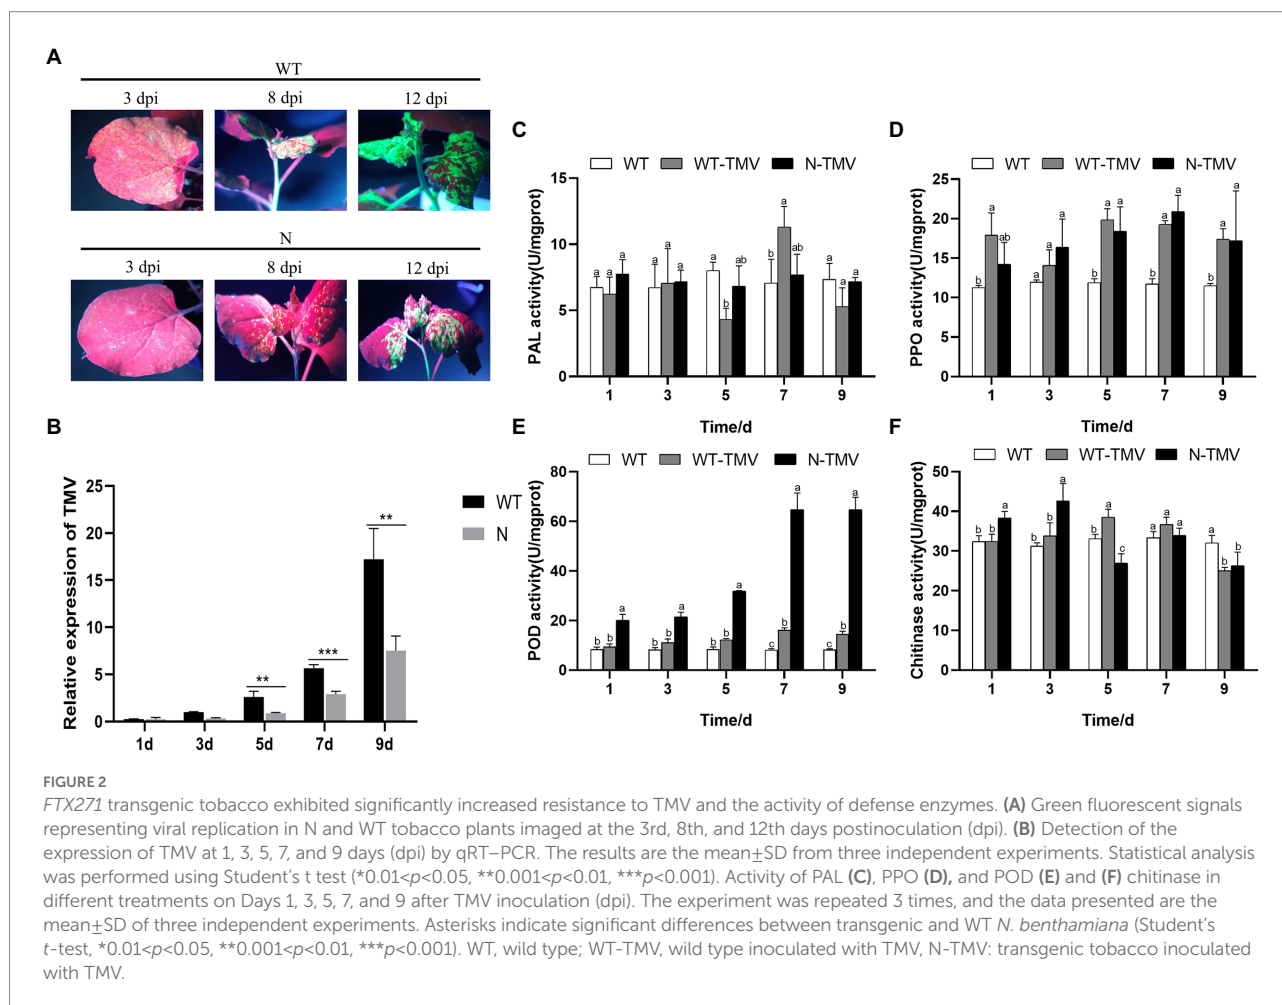 A
WT
3 dpi 8 dpi 12 dpi
N
3 dpi 8 dpi 12 dpi
B
Relative expression of TMV
25
20
15
10
5
0
** *** **
1d 3d 5d 7d 9d
WT
N
C
WT WT-TMV N-TMV
PAL activity(U/mgprot)
15
10
5
0
a a a a a a a b ab b a ab a a a
1 3 5 7 9
Time/d
D
WT WT-TMV N-TMV
PPO activity(U/mgprot)
25
20
15
10
5
0
b a ab a a a b a a b a a b a a
1 3 5 7 9
Time/d
E
WT WT-TMV N-TMV
POD activity(U/mgprot)
80
60
40
20
0
b b a b b a b b a c b a c b a
1 3 5 7 9
Time/d
F
WT WT-TMV N-TMV
Chitinase activity(U/mgprot)
50
40
30
20
10
0
b b a b b a b a c a a a a b b
1 3 5 7 9
Time/d
FIGURE 2
FTX271 transgenic tobacco exhibited significantly increased resistance to TMV and the activity of defense enzymes. (A) Green fluorescent signals
representing viral replication in N and WT tobacco plants imaged at the 3rd, 8th, and 12th days postinoculation (dpi). (B) Detection of the
expression of TMV at 1, 3, 5, 7, and 9 days (dpi) by qRT–PCR. The results are the mean±SD from three independent experiments. Statistical analysis
was performed using Student's t test (*0.01<p<0.05, **0.001<p<0.01, ***p<0.001). Activity of PAL (C), PPO (D), and POD (E) and (F) chitinase in
different treatments on Days 1, 3, 5, 7, and 9 after TMV inoculation (dpi). The experiment was repeated 3 times, and the data presented are the
mean±SD of three independent experiments. Asterisks indicate significant differences between transgenic and WT N. benthamiana (Student's
t-test, *0.01<p<0.05, **0.001<p<0.01, ***p<0.001). WT, wild type; WT-TMV, wild type inoculated with TMV, N-TMV: transgenic tobacco inoculated
with TMV.